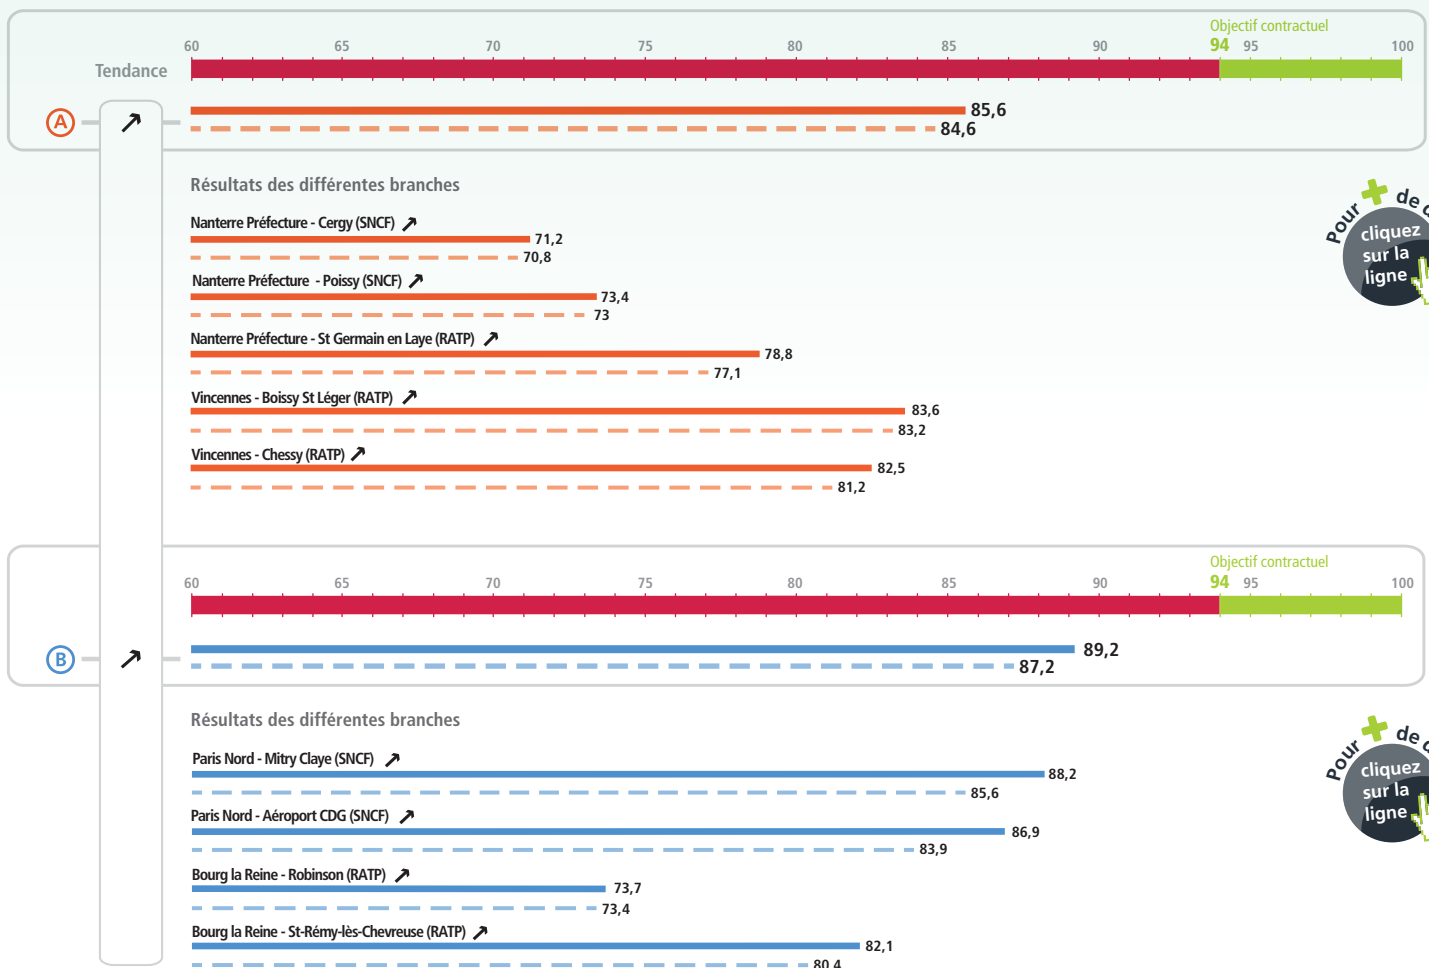 Objectif contractuel
60 65 70 75 80 85 90 94 95 100
Tendance
A
85,6
84,6
Résultats des différentes branches
Nanterre Préfecture - Cergy (SNCF)
71,2
70,8
Nanterre Préfecture - Poissy (SNCF)
73,4
73
Nanterre Préfecture - St Germain en Laye (RATP)
78,8
77,1
Vincennes - Boissy St Léger (RATP)
83,6
83,2
Vincennes - Chessy (RATP)
82,5
81,2
Pour + de
cliquez
sur la
ligne
Objectif contractuel
60 65 70 75 80 85 90 94 95 100
B
89,2
87,2
Résultats des différentes branches
Paris Nord - Mitry Claye (SNCF)
88,2
85,6
Paris Nord - Aéroport CDG (SNCF)
86,9
83,9
Bourg la Reine - Robinson (RATP)
73,7
73,4
Bourg la Reine - St-Rémy-lès-Chevreuse (RATP)
82,1
80,4
Pour + de
cliquez
sur la
ligne